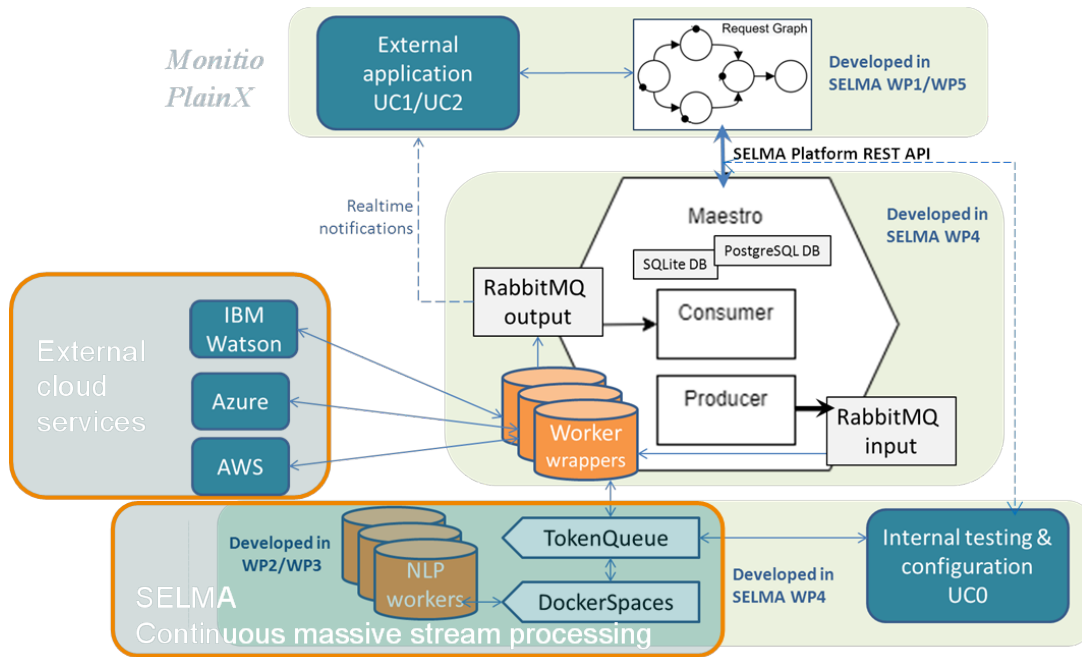 Monitio
PlainX
External
application
UC1/UC2
Request Graph
Developed in
SELMA WP1/WP5
SELMA Platform REST API
Realtime
notifications
Maestro
SQLite DB
PostgreSQL DB
Developed in
SELMA WP4
RabbitMQ
output
Consumer
Producer
RabbitMQ
input
Worker
wrappers
External
cloud
services
IBM
Watson
Azure
AWS
Developed in
WP2/WP3
NLP
workers
TokenQueue
DockerSpaces
Developed in
SELMA WP4
Internal testing &
configuration
UC0
SELMA
Continuous massive stream processing